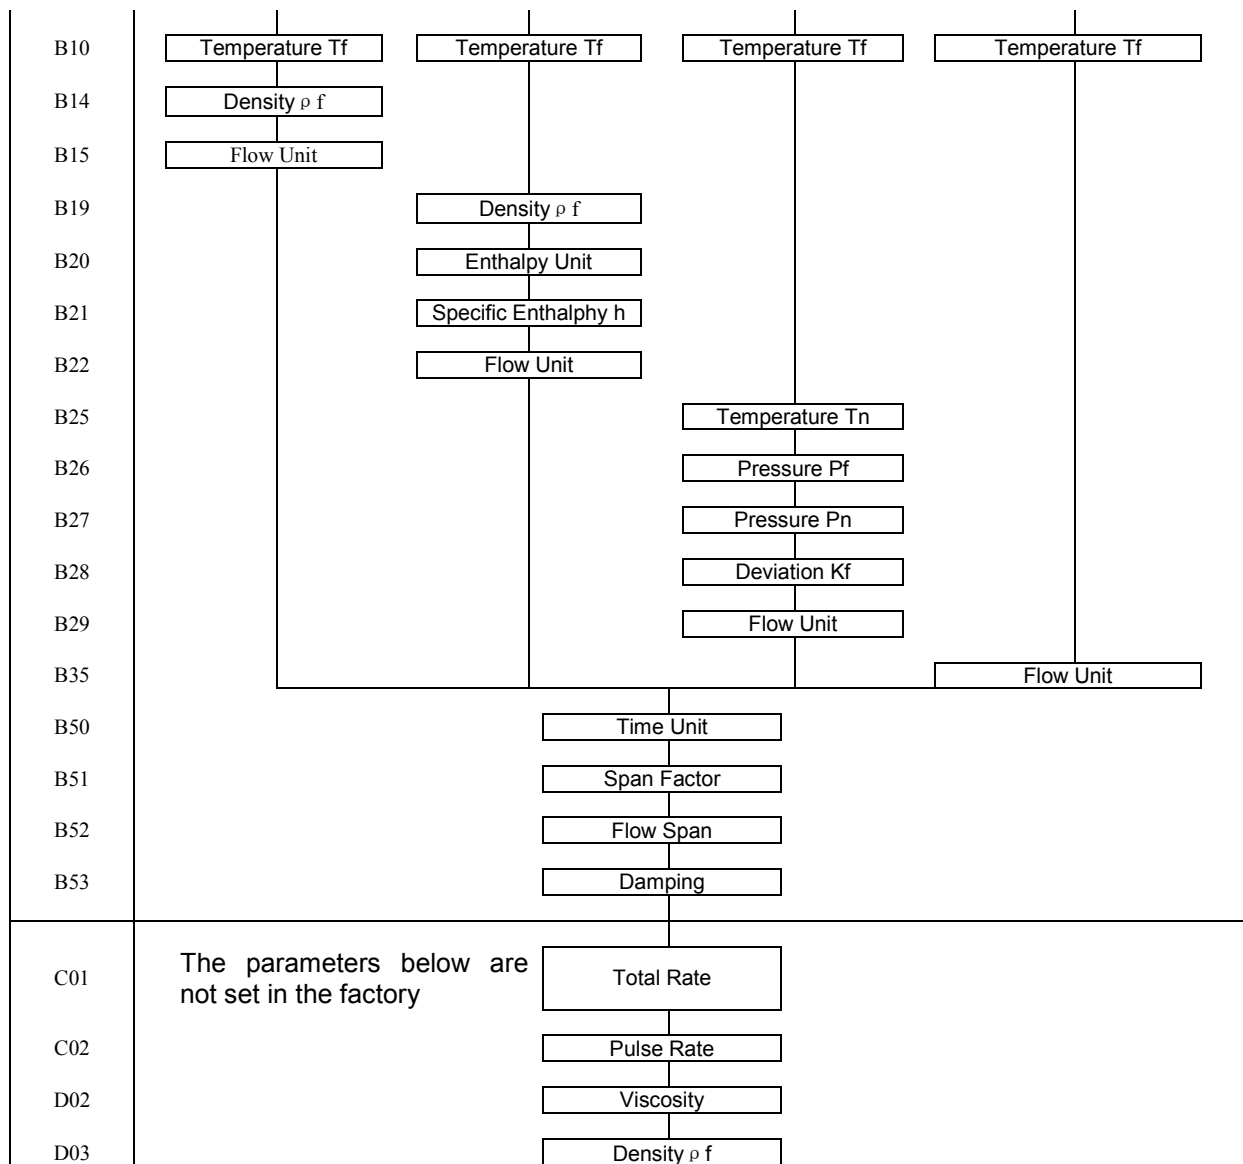 B10 Temperature Tf Temperature Tf Temperature Tf Temperature Tf
B14 Density ρ f
B15 Flow Unit
B19 Density ρ f
B20 Enthalpy Unit
B21 Specific Enthalphy h
B22 Flow Unit
B25 Temperature Tn
B26 Pressure Pf
B27 Pressure Pn
B28 Deviation Kf
B29 Flow Unit
B35 Flow Unit
B50 Time Unit
B51 Span Factor
B52 Flow Span
B53 Damping
The parameters below are
C01 Total Rate
not set in the factory
C02 Pulse Rate
D02 Viscosity
D03 Density ρ f